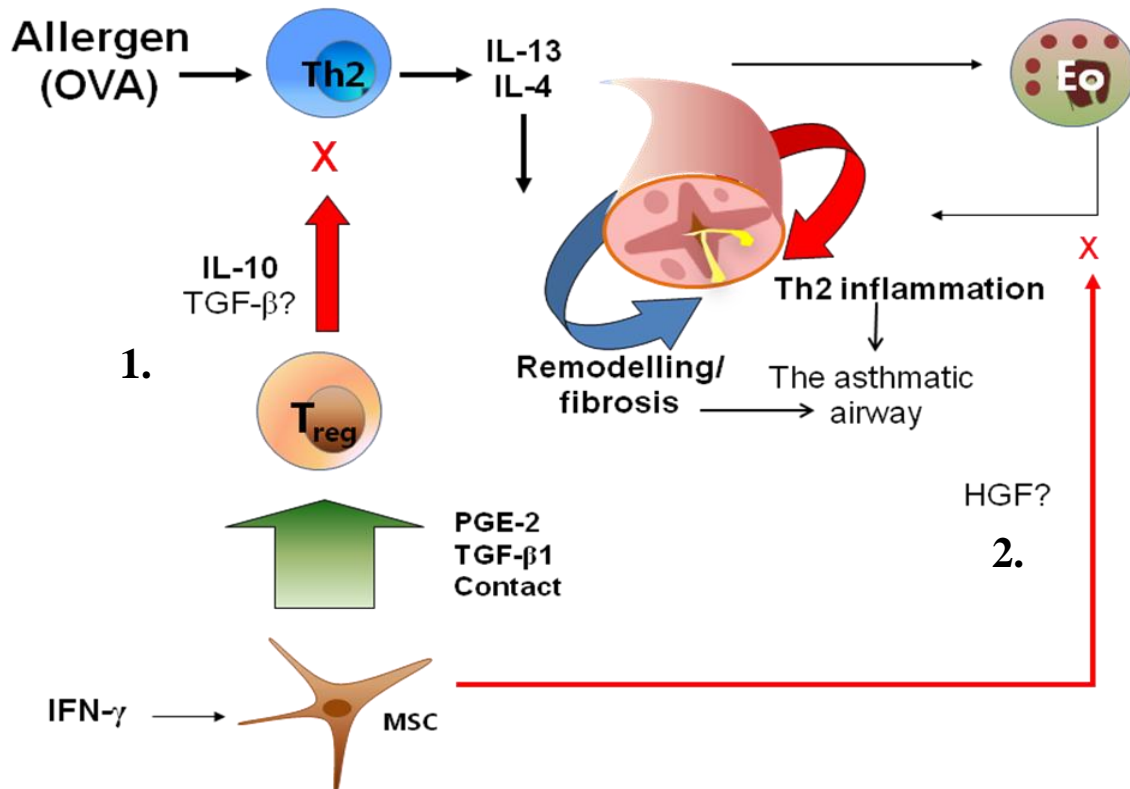 Allergen
(OVA)
Th2
IL-13
IL-4
Eo
X
X
IL-10
TGF-β?
Th2 inflammation
1.
Remodelling/
fibrosis
The asthmatic
airway
Treg
HGF?
PGE-2
TGF-β1
Contact
2.
IFN-γ
MSC